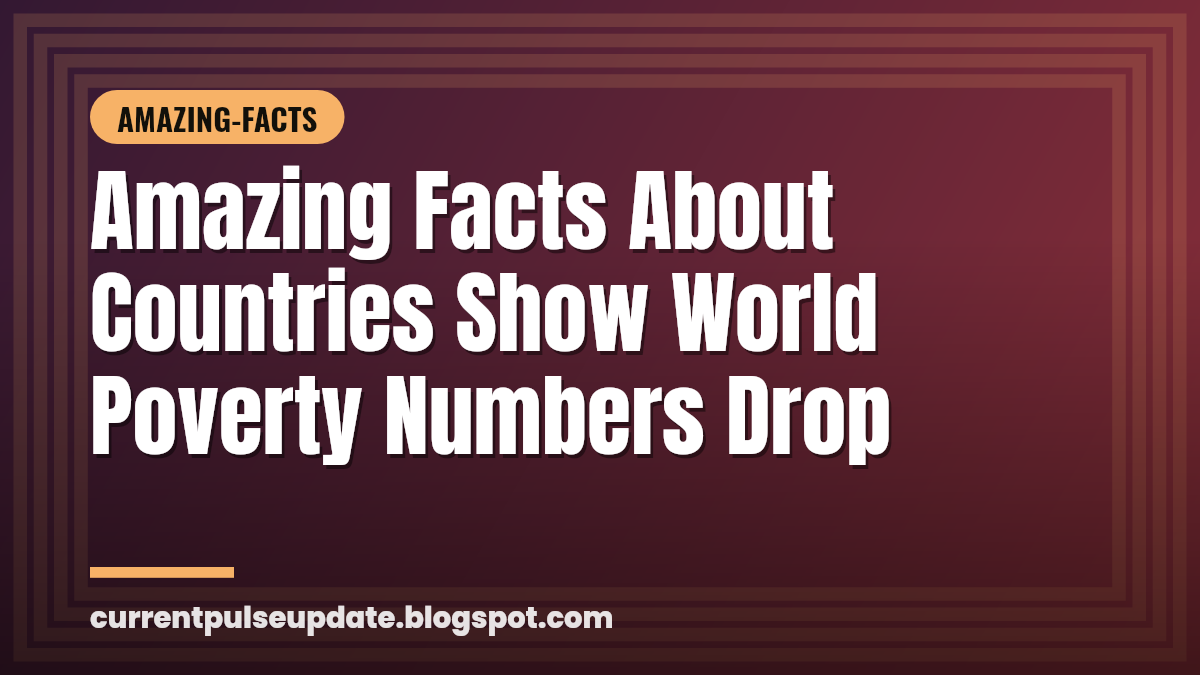 AMAZING-FACTS
Amazing Facts About
Countries Show World
Poverty Numbers Drop
currentpulseupdate.blogspot.com